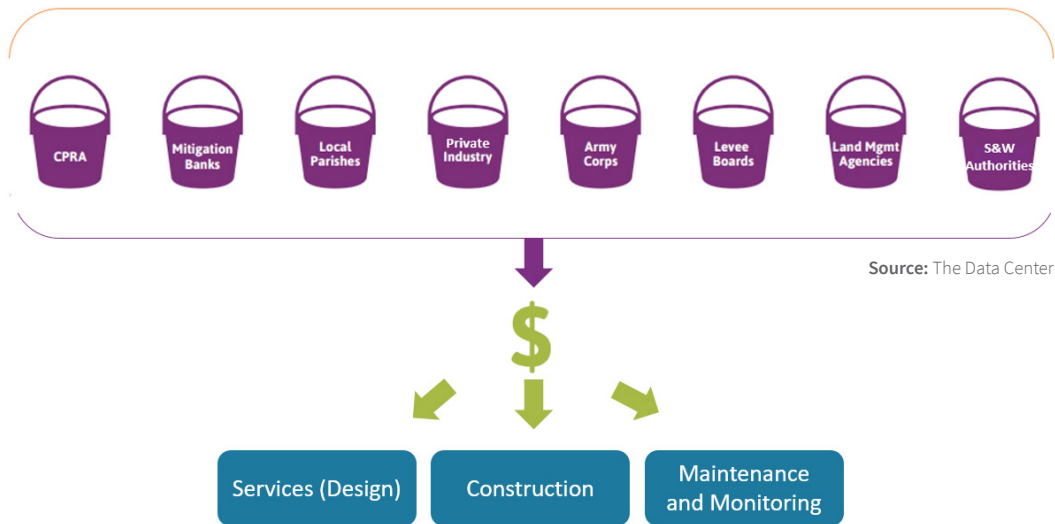 CPRA
Mitigation
Banks
Local
Parishes
Private
Industry
Army
Corps
Levee
Boards
Land Mgmt
Agencies
S&W
Authorities
Source: The Data Center
$
Services (Design)
Construction
Maintenance
and Monitoring